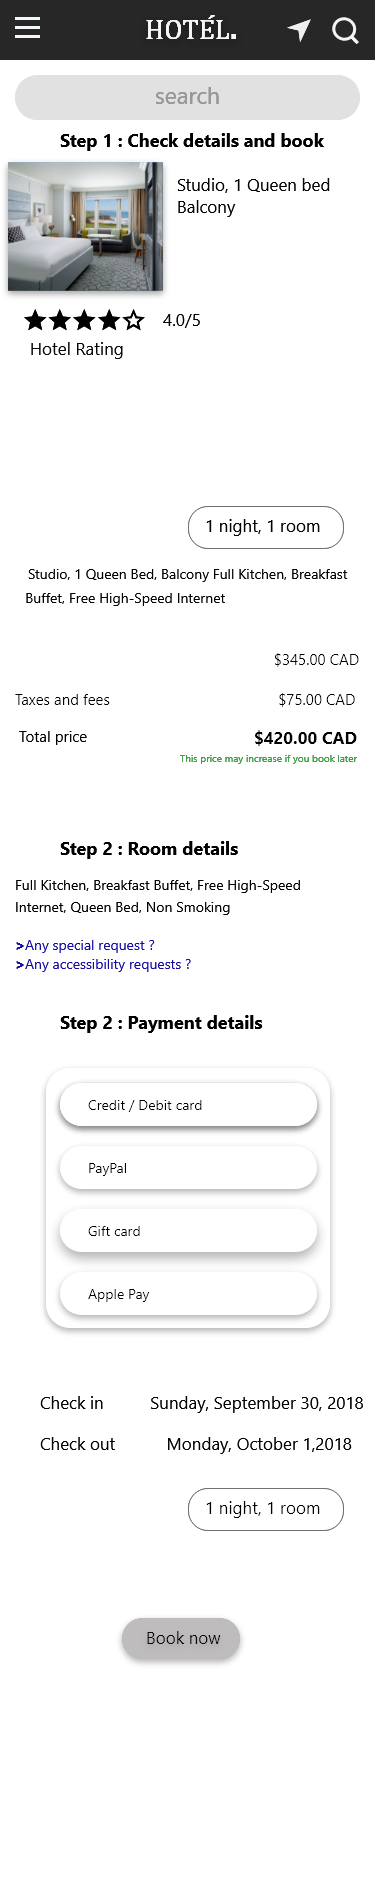 HOTÉL.
search
Step 1 : Check details and book
Studio, 1 Queen bed
Balcony
4.0/5
Hotel Rating
1 night, 1 room
Studio, 1 Queen Bed, Balcony Full Kitchen, Breakfast
Buffet, Free High-Speed Internet
$345.00 CAD
Taxes and fees $75.00 CAD
Total price $420.00 CAD
This price may increase if you book later
Step 2 : Room details
Full Kitchen, Breakfast Buffet, Free High-Speed
Internet, Queen Bed, Non Smoking
>Any special request ?
>Any accessibility requests ?
Step 2 : Payment details
Credit / Debit card
PayPal
Gift card
Apple Pay
Check in Sunday, September 30, 2018
Check out Monday, October 1,2018
1 night, 1 room
Book now